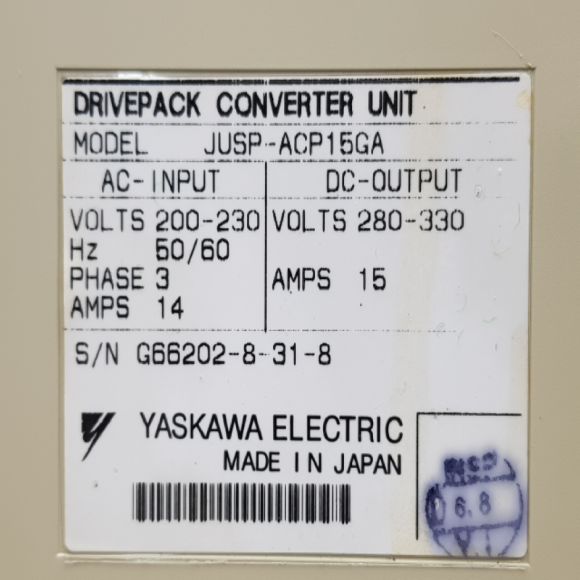 DRIVEPACK CONVERTER UNIT
MODEL JUSP-ACP15GA
AC-INPUT DC-OUTPUT
VOLTS 200-230 VOLTS 280-330
Hz 50/60
PHASE 3 AMPS 15
AMPS 14
S/N G66202-8-31-8
YASKAWA ELECTRIC
MADE IN JAPAN
6.8